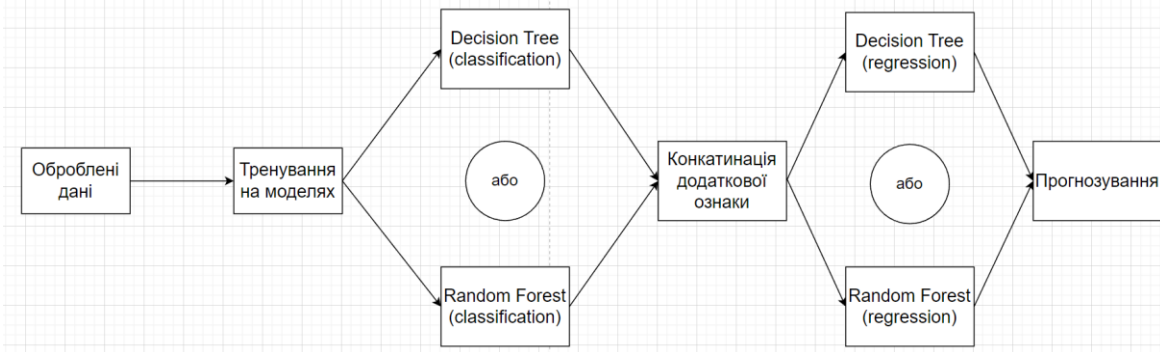 Оброблені
дані
Тренування
на моделях
Decision Tree
(classification)
або
Random Forest
(classification)
Конкатинація
додаткової
ознаки
Decision Tree
(regression)
або
Random Forest
(regression)
Прогнозування